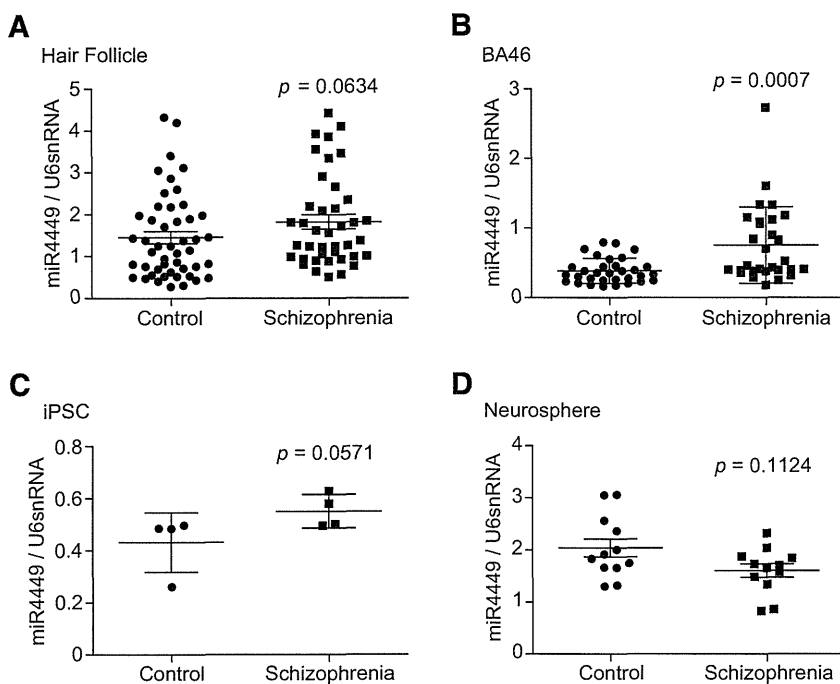 A
Hair Follicle
p = 0.0634
miR4449 / U6snRNA
5
4
3
2
1
0
Control
Schizophrenia
B
BA46
p = 0.0007
miR4449 / U6snRNA
3
2
1
0
Control
Schizophrenia
C
iPSC
p = 0.0571
miR4449 / U6snRNA
0.8
0.6
0.4
0.2
0
Control
Schizophrenia
D
Neurosphere
p = 0.1124
miR4449 / U6snRNA
4
3
2
1
0
Control
Schizophrenia